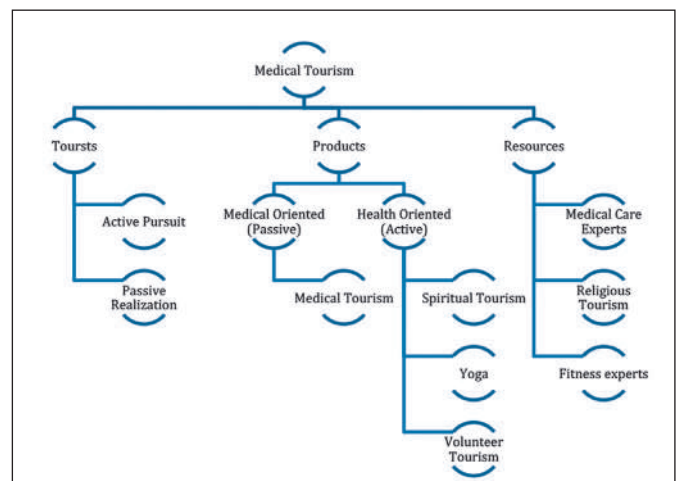 Medical Tourism
Toursts
Products
Resources
Active Pursuit
Passive
Realization
Medical Oriented
(Passive)
Health Oriented
(Active)
Medical Tourism
Spiritual Tourism
Yoga
Volunteer
Tourism
Medical Care
Experts
Religious
Tourism
Fitness experts